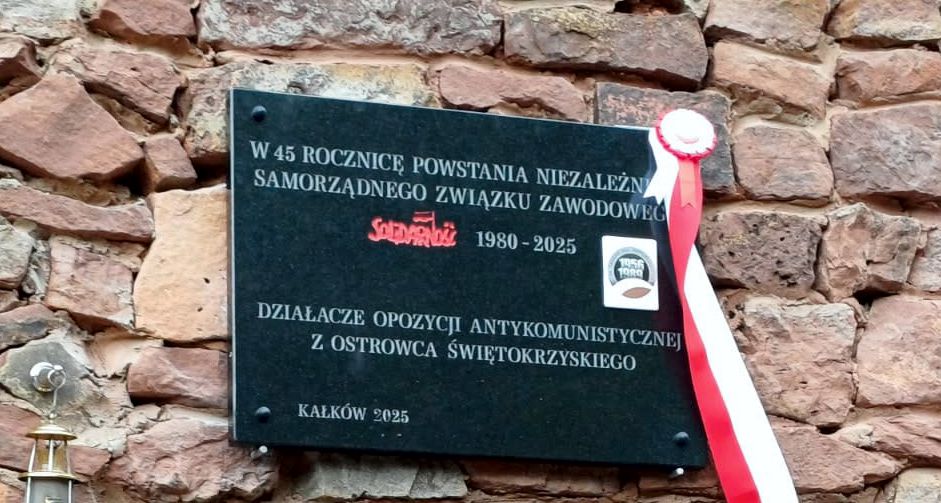 W 45 ROCZNICĘ POWSTANIA NIEZALEŻN
SAMORZĄDNEGO ZWIĄZKU ZAWODOWEG
SOLIDARNOŚĆ 1980 - 2025
1956
1989
DZIAŁACZE OPOZYCJI ANTYKOMUNISTYCZNEJ
Z OSTROWCA ŚWIĘTOKRZYSKIEGO
KAŁKÓW 2025